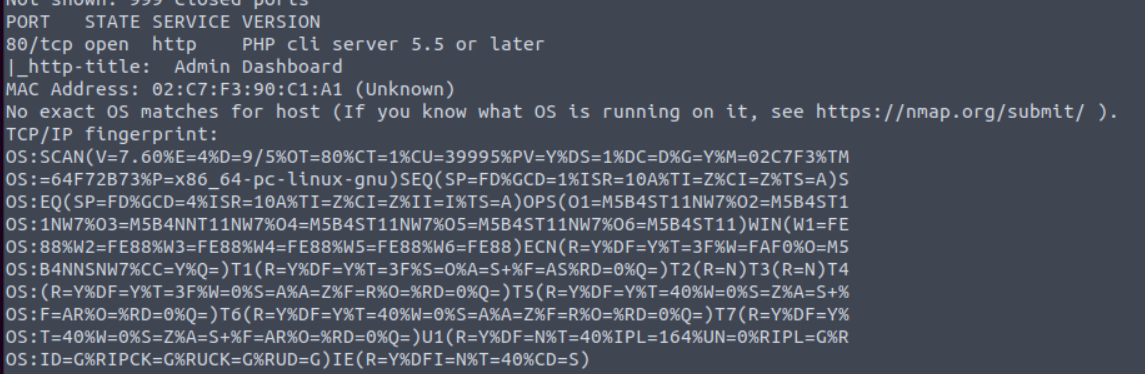 Not shown: 999 closed ports
PORT   STATE SERVICE VERSION
80/tcp open  http    PHP cli server 5.5 or later
|_http-title:  Admin Dashboard
MAC Address: 02:C7:F3:90:C1:A1 (Unknown)
No exact OS matches for host (If you know what OS is running on it, see https://nmap.org/submit/ ).
TCP/IP fingerprint:
OS:SCAN(V=7.60%E=4%D=9/5%OT=80%CT=1%CU=39995%PV=Y%DS=1%DC=D%G=Y%M=02C7F3%TM
OS:=64F72B73%P=x86_64-pc-linux-gnu)SEQ(SP=FD%GCD=1%ISR=10A%TI=Z%CI=Z%TS=A)S
OS:EQ(SP=FD%GCD=4%ISR=10A%TI=Z%CI=Z%II=I%TS=A)OPS(O1=M5B4ST11NW7%O2=M5B4ST1
OS:1NW7%O3=M5B4NNT11NW7%O4=M5B4ST11NW7%O5=M5B4ST11NW7%O6=M5B4ST11)WIN(W1=FE
OS:88%W2=FE88%W3=FE88%W4=FE88%W5=FE88%W6=FE88)ECN(R=Y%DF=Y%T=3F%W=FAF0%O=M5
OS:B4NNSNW7%CC=Y%Q=)T1(R=Y%DF=Y%T=3F%S=O%A=S+%F=AS%RD=0%Q=)T2(R=N)T3(R=N)T4
OS:(R=Y%DF=Y%T=3F%W=0%S=A%A=Z%F=R%O=%RD=0%Q=)T5(R=Y%DF=Y%T=40%W=0%S=Z%A=S+%
OS:F=AR%O=%RD=0%Q=)T6(R=Y%DF=Y%T=40%W=0%S=A%A=Z%F=R%O=%RD=0%Q=)T7(R=Y%DF=Y%
OS:T=40%W=0%S=Z%A=S+%F=AR%O=%RD=0%Q=)U1(R=Y%DF=N%T=40%IPL=164%UN=0%RIPL=G%R
OS:ID=G%RIPCK=G%RUCK=G%RUD=G)IE(R=Y%DFI=N%T=40%CD=S)